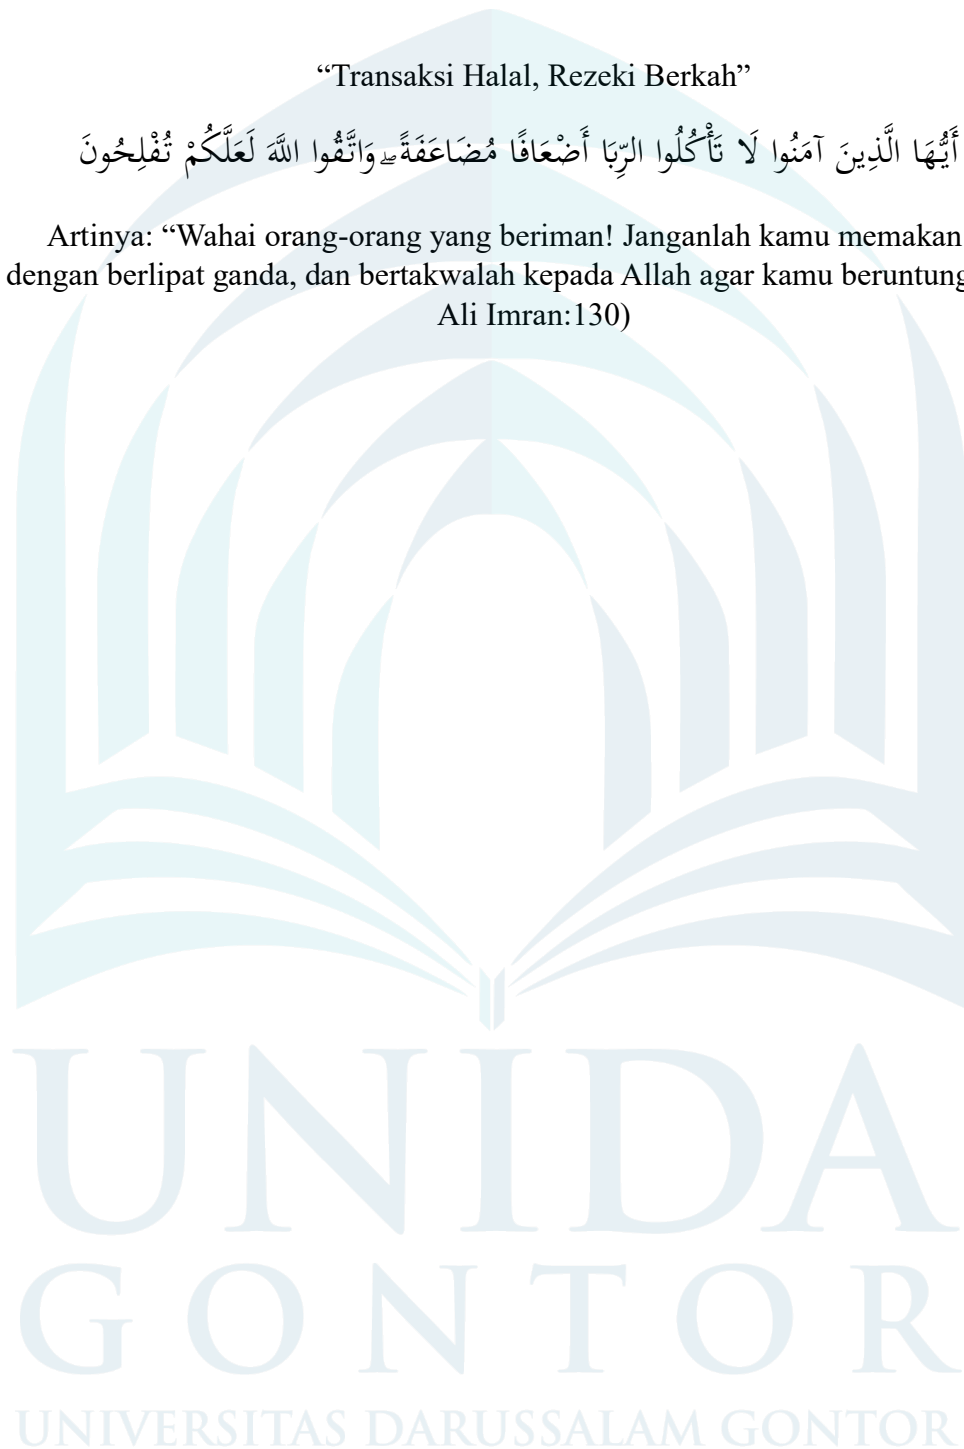 “Transaksi Halal, Rezeki Berkah”
أَيُّهَا الَّذِينَ آمَنُوا لَا تَأْكُلُوا الرِّبَا أَضْعَافًا مُضَاعَفَةً ۖ وَاتَّقُوا اللَّهَ لَعَلَّكُمْ تُفْلِحُونَ
Artinya: “Wahai orang-orang yang beriman! Janganlah kamu memakan
dengan berlipat ganda, dan bertakwalah kepada Allah agar kamu beruntung
Ali Imran:130)
UNIDA
GONTOR
UNIVERSITAS DARUSSALAM GONTOR